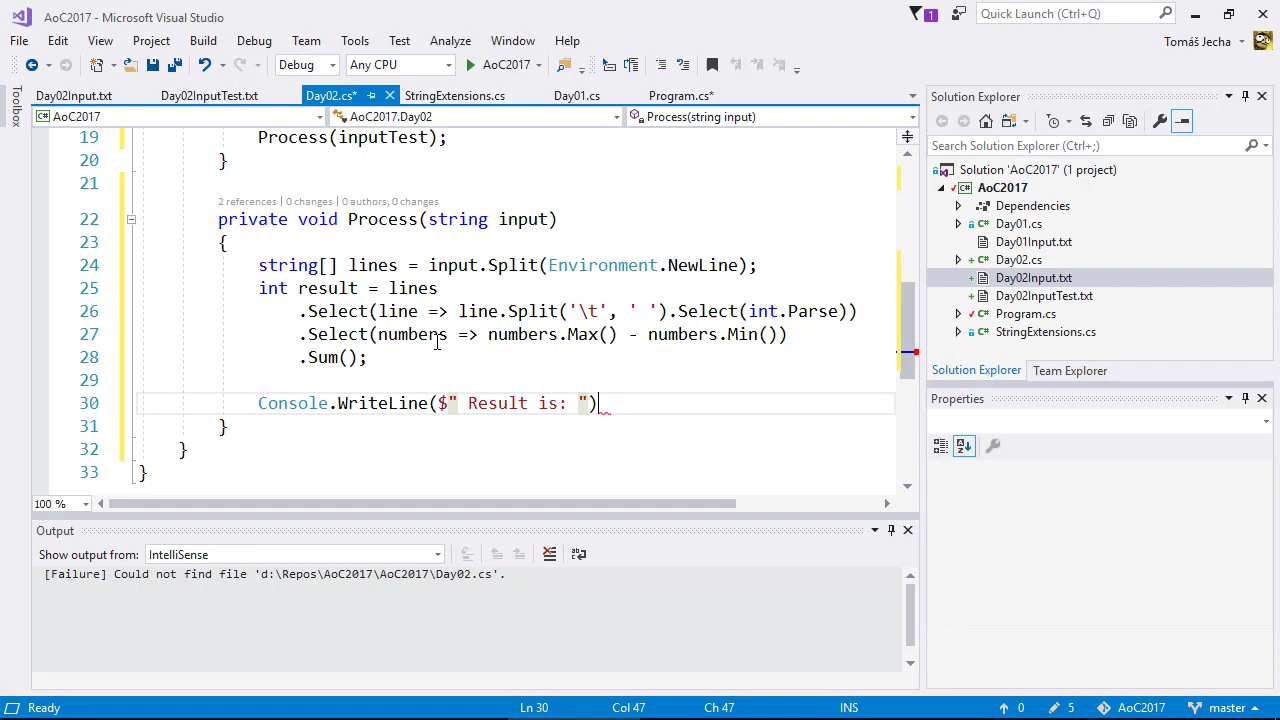 AoC2017 - Microsoft Visual Studio
1
Quick Launch (Ctrl+Q)
File Edit View Project Build Debug Team Tools Test Analyze Window Help
Tomáš Jecha
Debug Any CPU AoC2017
Toolbox
Day02Input.txt Day02InputTest.txt Day02.cs* StringExtensions.cs Day01.cs Program.cs*
AoC2017 AoC2017.Day02 Process(string input)
19 Process(inputTest);
20 }
21
2 references | 0 changes | 0 authors, 0 changes
22 private void Process(string input)
23 {
24 string[] lines = input.Split(Environment.NewLine);
25 int result = lines
26 .Select(line => line.Split('\t', ' ').Select(int.Parse))
27 .Select(numbers => numbers.Max() - numbers.Min())
28 .Sum();
29
30 Console.WriteLine($" Result is: ")
31 }
32 }
33 }
100 %
Output
Show output from: IntelliSense
[Failure] Could not find file 'd:\Repos\AoC2017\AoC2017\Day02.cs'.
Solution Explorer
Search Solution Explorer (Ctrl+;)
Solution 'AoC2017' (1 project)
C# AoC2017
Dependencies
C# Day01.cs
Day01Input.txt
C# Day02.cs
Day02Input.txt
Day02InputTest.txt
C# Program.cs
C# StringExtensions.cs
Solution Explorer Team Explorer
Properties
Ready Ln 30 Col 47 Ch 47 INS 0 5 AoC2017 master